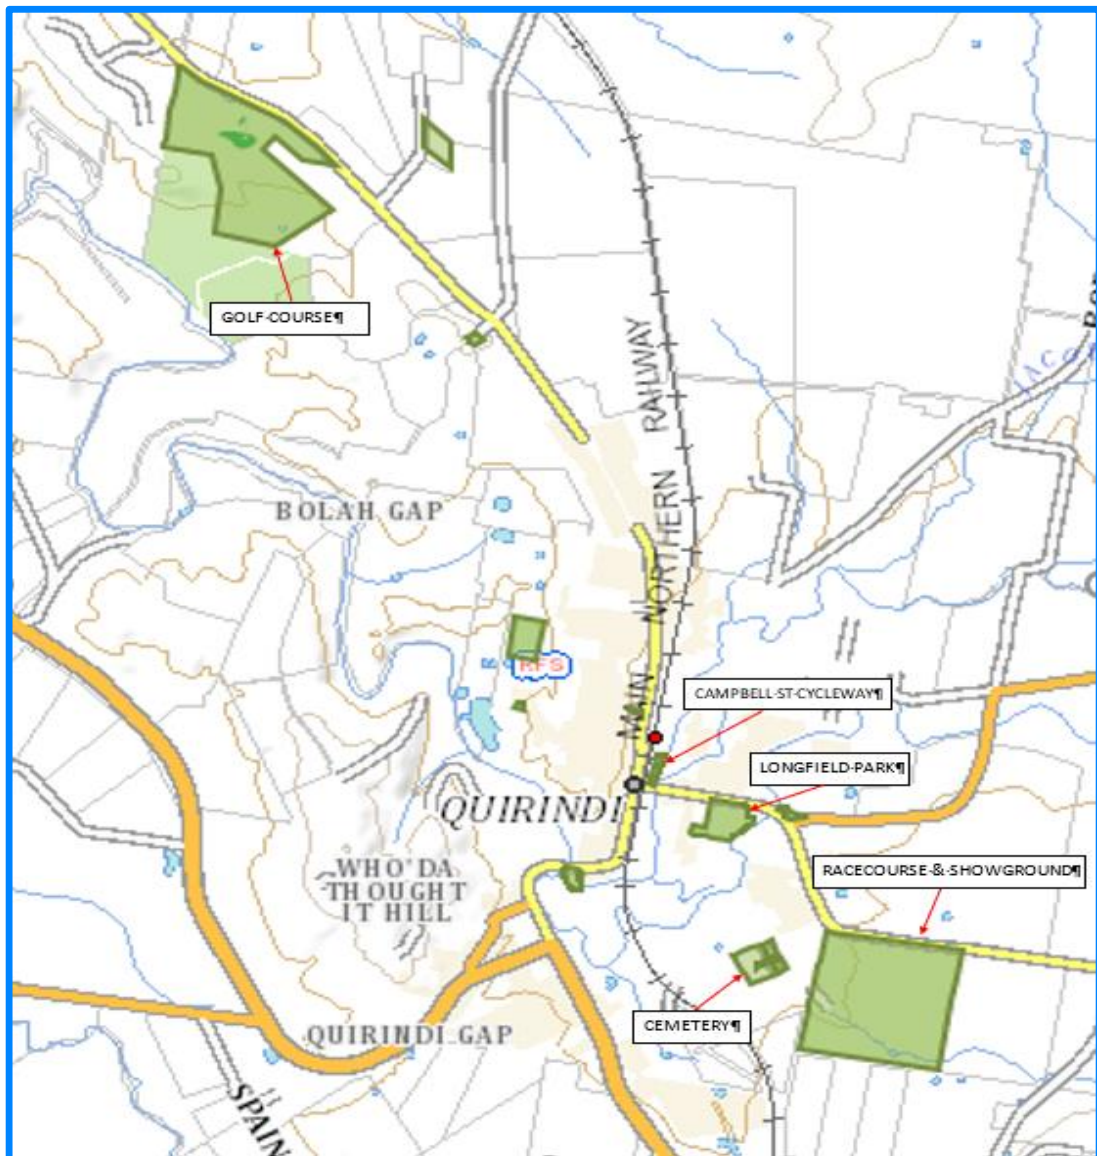 GOLF·COURSE¶
MAIN NORTHERN RAILWAY
BOLAH GAP
RFS
CAMPBELL·ST·CYCLEWAY¶
LONGFIELD·PARK¶
QUIRINDI
WHO'DA
THOUGHT
IT HILL
RACECOURSE·&·SHOWGROUND¶
CEMETERY¶
QUIRINDI GAP
SPAIN